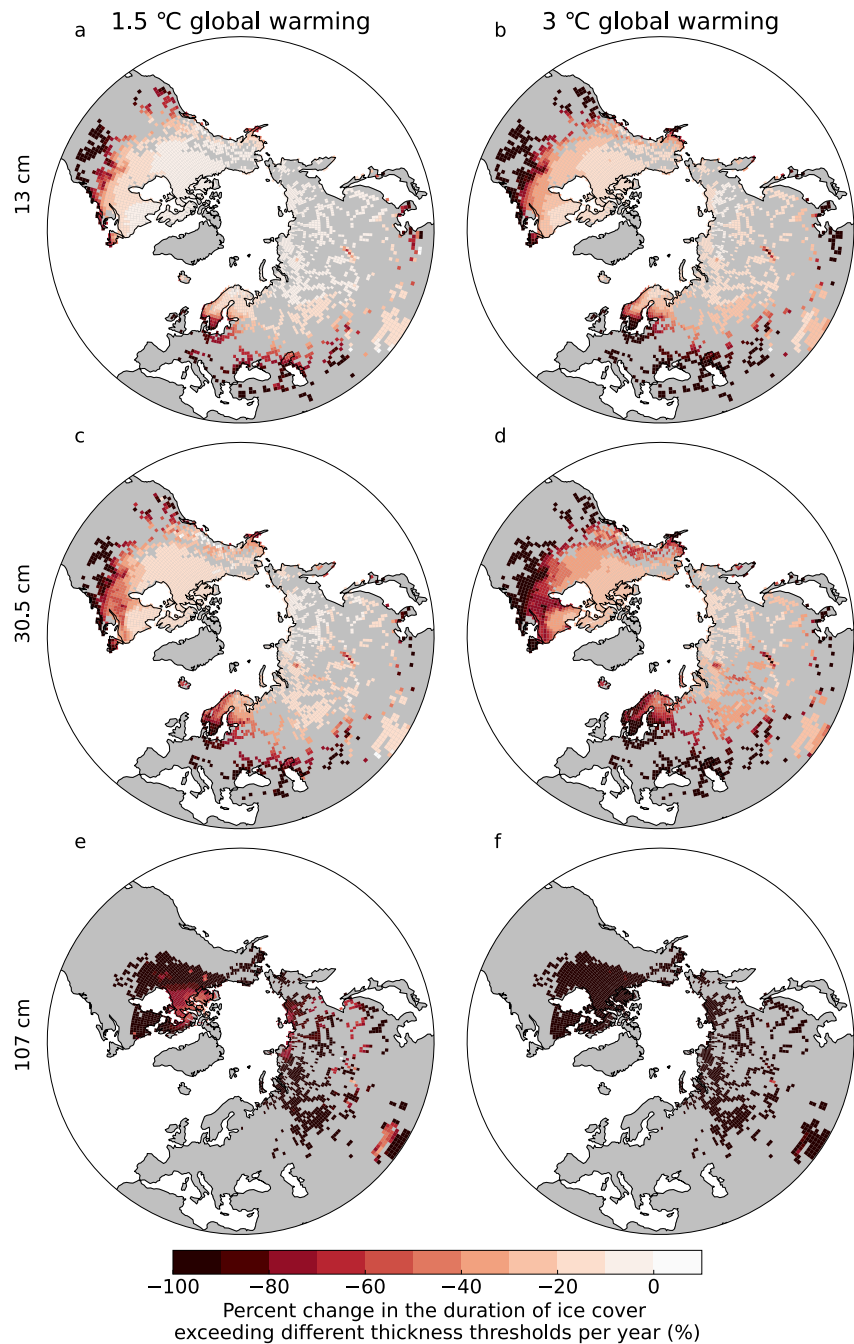 1.5 ℃ global warming
3 ℃ global warming
a
b
13 cm
c
d
30.5 cm
e
f
107 cm
−100 −80 −60 −40 −20 0
Percent change in the duration of ice cover
exceeding different thickness thresholds per year (%)